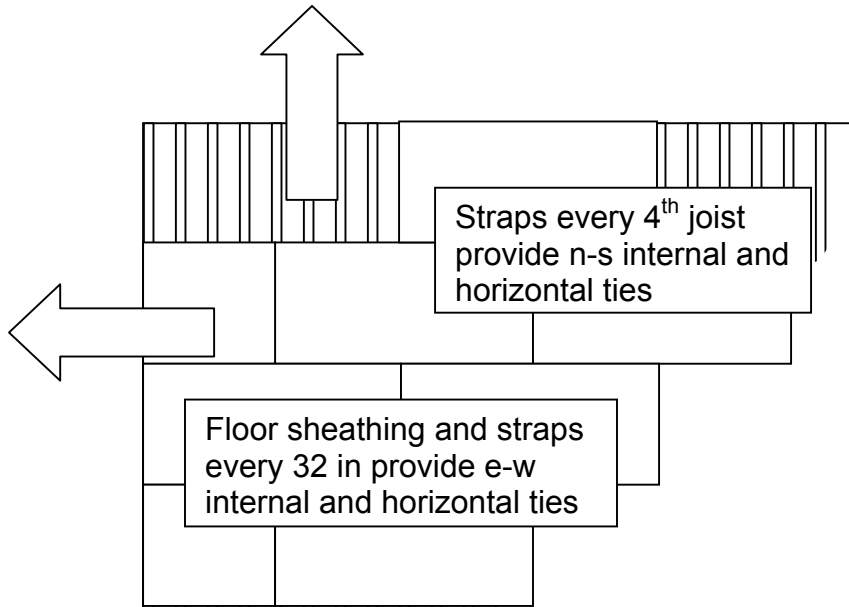 Straps every 4th joist
provide n-s internal and
horizontal ties
Floor sheathing and straps
every 32 in provide e-w
internal and horizontal ties